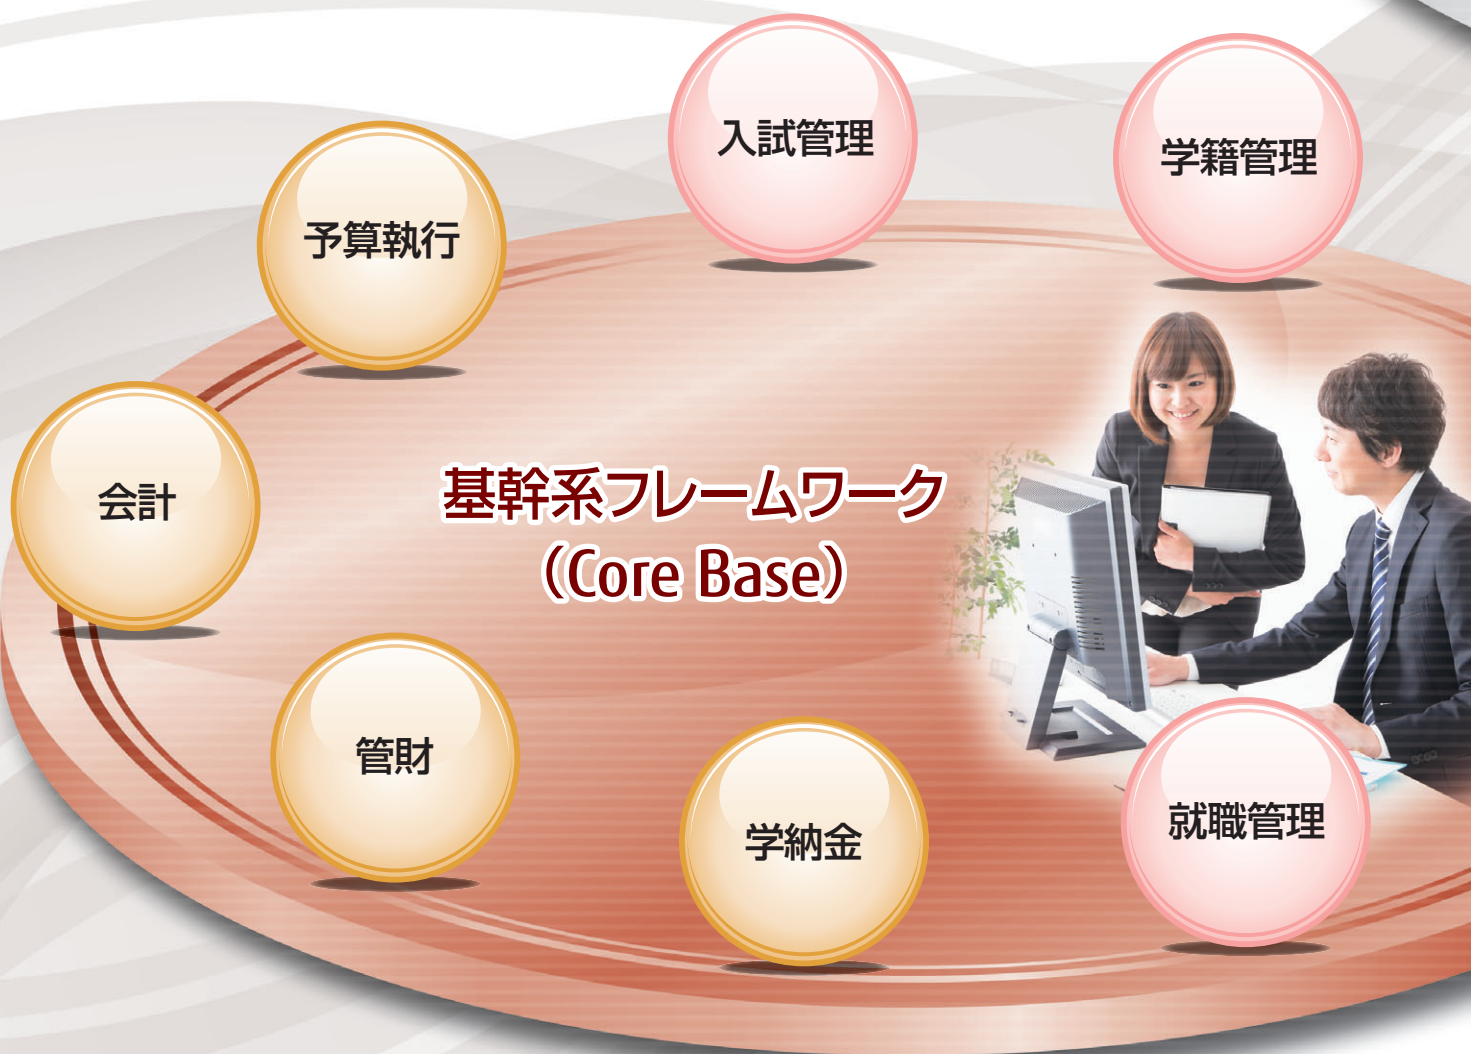 入試管理
学籍管理
予算執行
会計
基幹系フレームワーク
（Core Base）
管財
学納金
就職管理